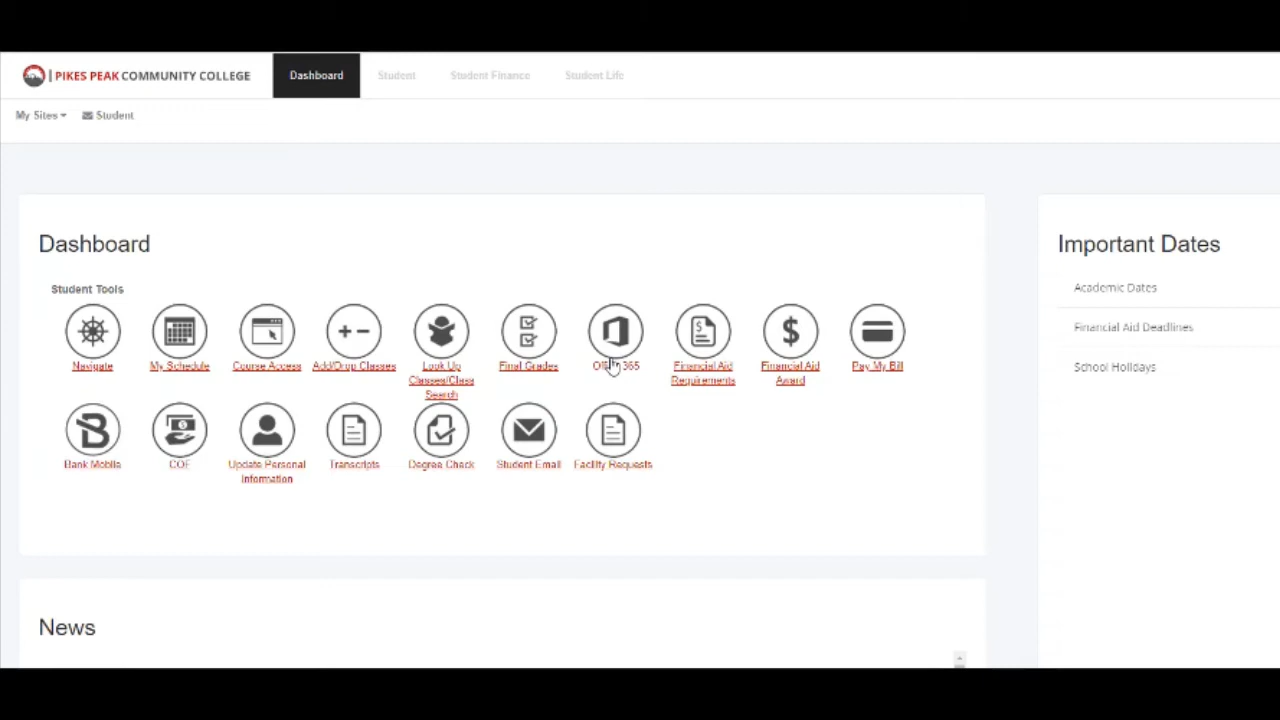 PIKES PEAK COMMUNITY COLLEGE
Dashboard
Student
Student Finance
Student Life
My Sites
Student
Dashboard
Student Tools
Navigate
My Schedule
Course Access
Add/Drop Classes
Look Up
Classes/Class
Search
Final Grades
365
Financial Aid
Requirements
Financial Aid
Award
Pay My Bill
Bank Mobile
COF
Update Personal
Information
Transcripts
Degree Check
Student Email
Facility Requests
Important Dates
Academic Dates
Financial Aid Deadlines
School Holidays
News